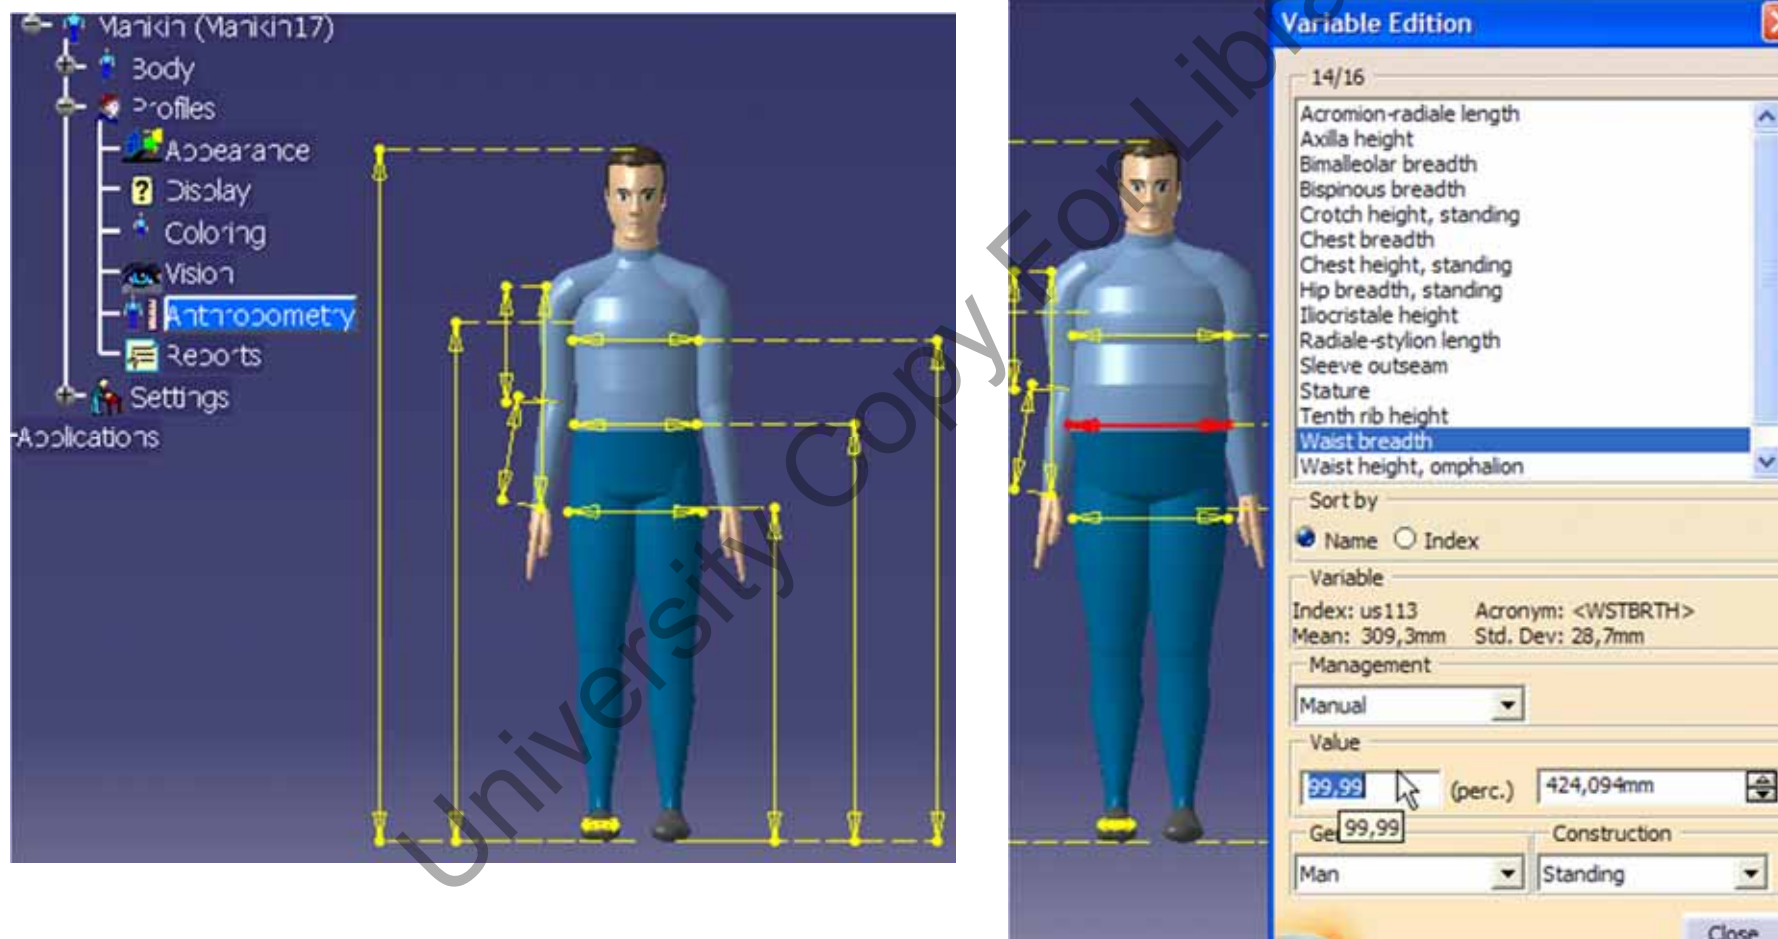 Manikin (Manikin17)
Body
Profiles
Appearance
Display
Coloring
Vision
Anthropometry
Reports
Settings
Applications
Variable Edition
14/16
Acromion-radiale length
Axilla height
Bimalleolar breadth
Bispinous breadth
Crotch height, standing
Chest breadth
Chest height, standing
Hip breadth, standing
Iliocristale height
Radiale-stylion length
Sleeve outseam
Stature
Tenth rib height
Waist breadth
Waist height, omphalion
Sort by
Name Index
Variable
Index: us113 Acronym: <WSTBRTH>
Mean: 309,3mm Std. Dev: 28,7mm
Management
Manual
Value
99,99 (perc.) 424,094mm
99,99
Construction
Man Standing
Close
University Copy For